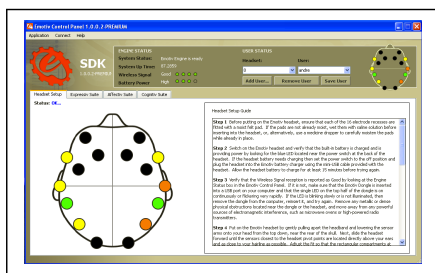 Emotiv Control Panel 1.0.0.2-PREMIUM
Application Connect Help
SDK
1.0.0.2-PREMIUM
ENGINE STATUS
System Status: Emotiv Engine is ready
System Up Time: 87.2859
Wireless Signal Good
Battery Power High
USER STATUS
Headset: User:
0 andre
Add User... Remove User Save User
Headset Setup Expressiv Suite Affectiv Suite Cognitiv Suite
Status: OK...
Headset Setup Guide
Step 1 Before putting on the Emotiv headset, ensure that each of the 16 electrode recesses are
fitted with a moist felt pad. If the pads are not already moist, wet them with saline solution before
inserting into the headset, or, alternatively, use a medicine dropper to carefully moisten the pads
while already in place.
Step 2 Switch on the Emotiv headset and verify that the built-in battery is charged and is
providing power by looking for the blue LED located near the power switch at the back of the
headset. If the headset battery needs charging then set the power switch to the off position and
plug the headset into the Emotiv battery charger using the mini-USB cable provided with the
headset. Allow the headset battery to charge for at least 15 minutes before trying again.
Step 3 Verify that the Wireless Signal reception is reported as Good by looking at the Engine
Status box in the Emotiv Control Panel. If it is not, make sure that the Emotiv Dongle is inserted
into a USB port on your computer and that the single LED on the top half of the dongle is on
continuously or flickering very rapidly. If the LED is blinking slowly or is not illuminated, then
remove the dongle from the computer, reinsert it, and try again. Remove any metallic or dense
physical obstructions located near the dongle or the headset, and move away from any powerful
sources of electromagnetic interference, such as microwave ovens or high-powered radio
transmitters.
Step 4 Put on the Emotiv headset by gently pulling apart the headband and lowering the sensor
arms onto your head from the top down, near the rear of the skull. Next, slide the headset
forward until the sensors closest to the headset pivot points are located directly above your ears
and as close to your hairline as possible. Adjust the fit so that the rectangular compartments at